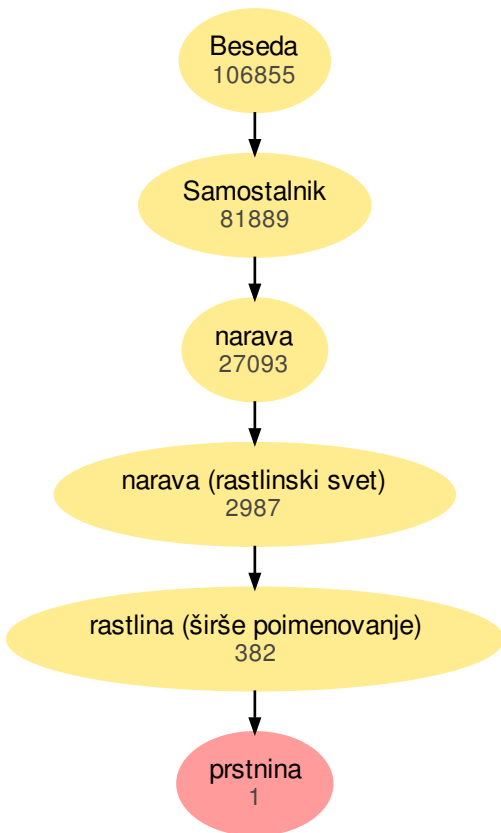 Beseda
106855
Samostalnik
81889
narava
27093
narava (rastlinski svet)
2987
rastlina (širše poimenovanje)
382
prstnina
1